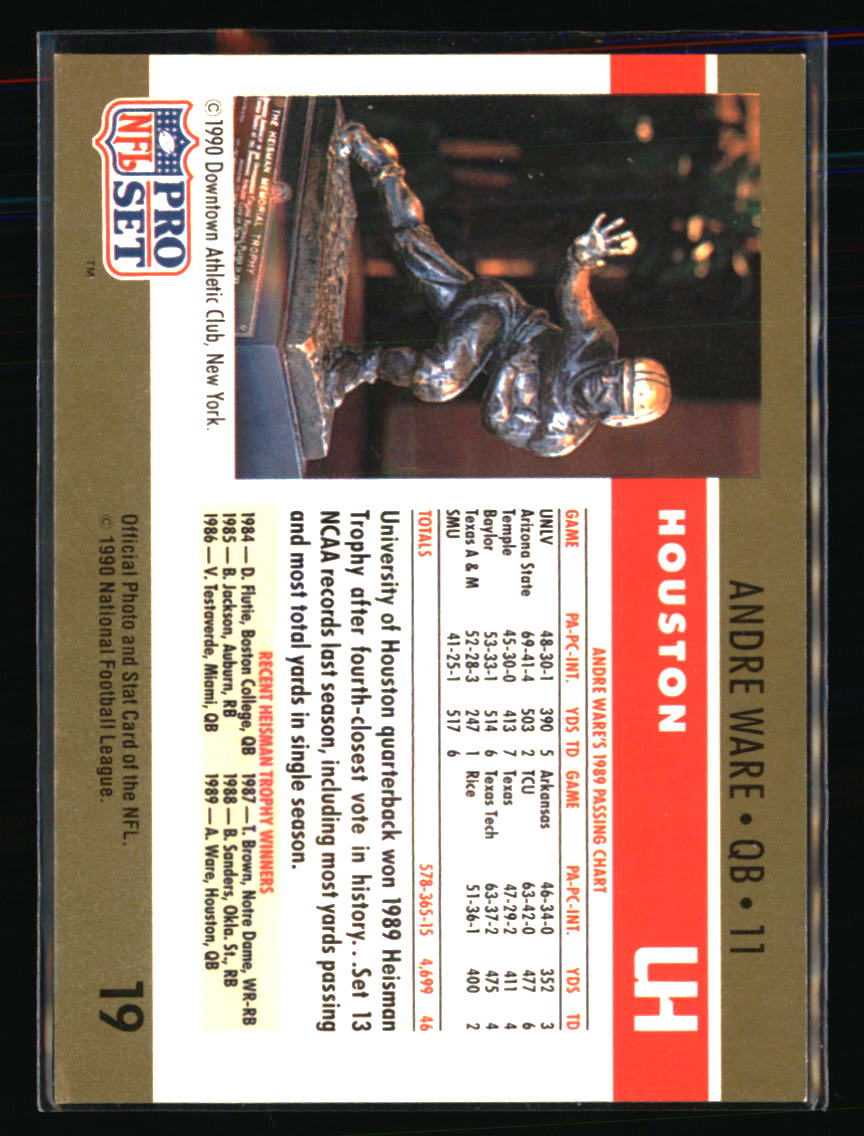 ANDRE WARE • QB • 11
HOUSTON UH
ANDRE WARE'S 1989 PASSING CHART
GAME PA-PC-INT. YDS TD GAME PA-PC-INT. YDS TD
UNLV 48-30-1 390 5 Arkansas 46-34-0 352 3
Arizona State 69-41-4 503 2 TCU 63-42-0 477 6
Temple 45-30-0 413 7 Texas 47-29-2 411 4
Baylor 53-33-1 514 6 Texas Tech 63-37-2 475 4
Texas A & M 52-28-3 247 1 Rice 51-36-1 400 2
SMU 41-25-1 517 6
TOTALS 578-365-15 4,699 46
University of Houston quarterback won 1989 Heisman
Trophy after fourth-closest vote in history...Set 13
NCAA records last season, including most yards passing
and most total yards in single season.
RECENT HEISMAN TROPHY WINNERS
1984 — D. Flutie, Boston College, QB 1987 — T. Brown, Notre Dame, WR-RB
1985 — B. Jackson, Auburn, RB 1988 — B. Sanders, Okla. St., RB
1986 — V. Testaverde, Miami, QB 1989 — A. Ware, Houston, QB
THE HEISMAN MEMORIAL TROPHY
© 1990 Downtown Athletic Club, New York.
NFL PRO SET ™
Official Photo and Stat Card of the NFL.
© 1990 National Football League.
19